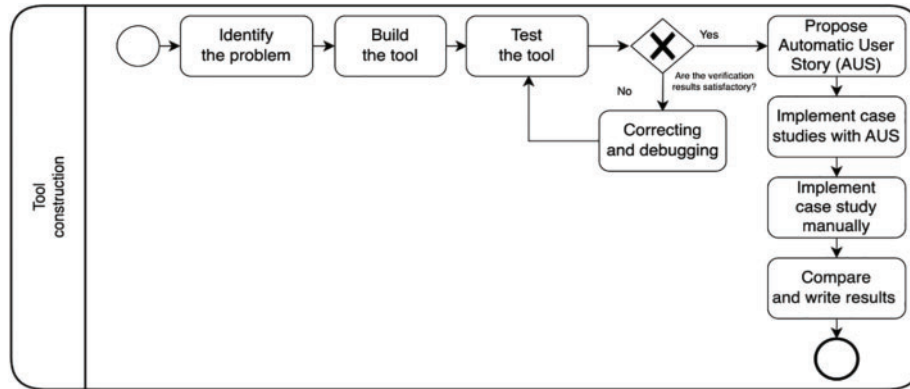 Tool
construction
Identify
the problem
Build
the tool
Test
the tool
Yes
Are the verification
results satisfactory?
No
Correcting
and debugging
Propose
Automatic User
Story (AUS)
Implement case
studies with AUS
Implement
case study
manually
Compare
and write results